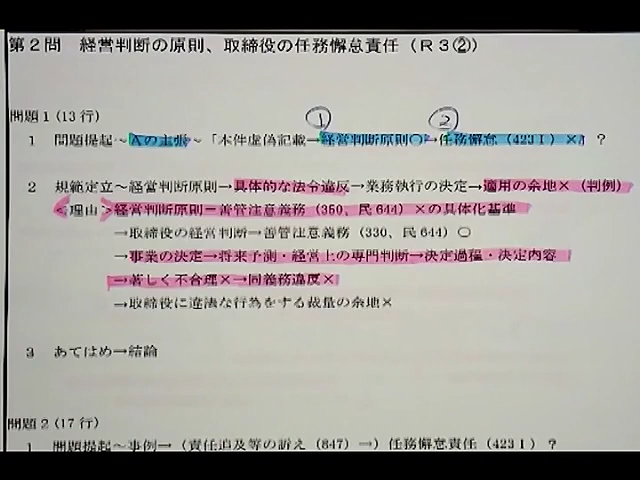 第2問 経営判断の原則、取締役の任務懈怠責任(R3②)
問題1(13行)
① ②
1 問題提起~Aの主張~「本件虚偽記載→経営判断原則○→任務懈怠(423Ⅰ)×」?
2 規範定立~経営判断原則→具体的な法令違反→業務執行の決定→適用の余地×(判例)
<理由>経営判断原則=善管注意義務(350、民644)×の具体化基準
→取締役の経営判断→善管注意義務(330、民644)○
→事業の決定→将来予測・経営上の専門判断→決定過程・決定内容
→著しく不合理×→同義務違反×
→取締役に違法な行為をする裁量の余地×
3 あてはめ→結論
問題2(17行)
1 問題提起~事例→(責任追及等の訴え(847)→)任務懈怠責任(423Ⅰ)?